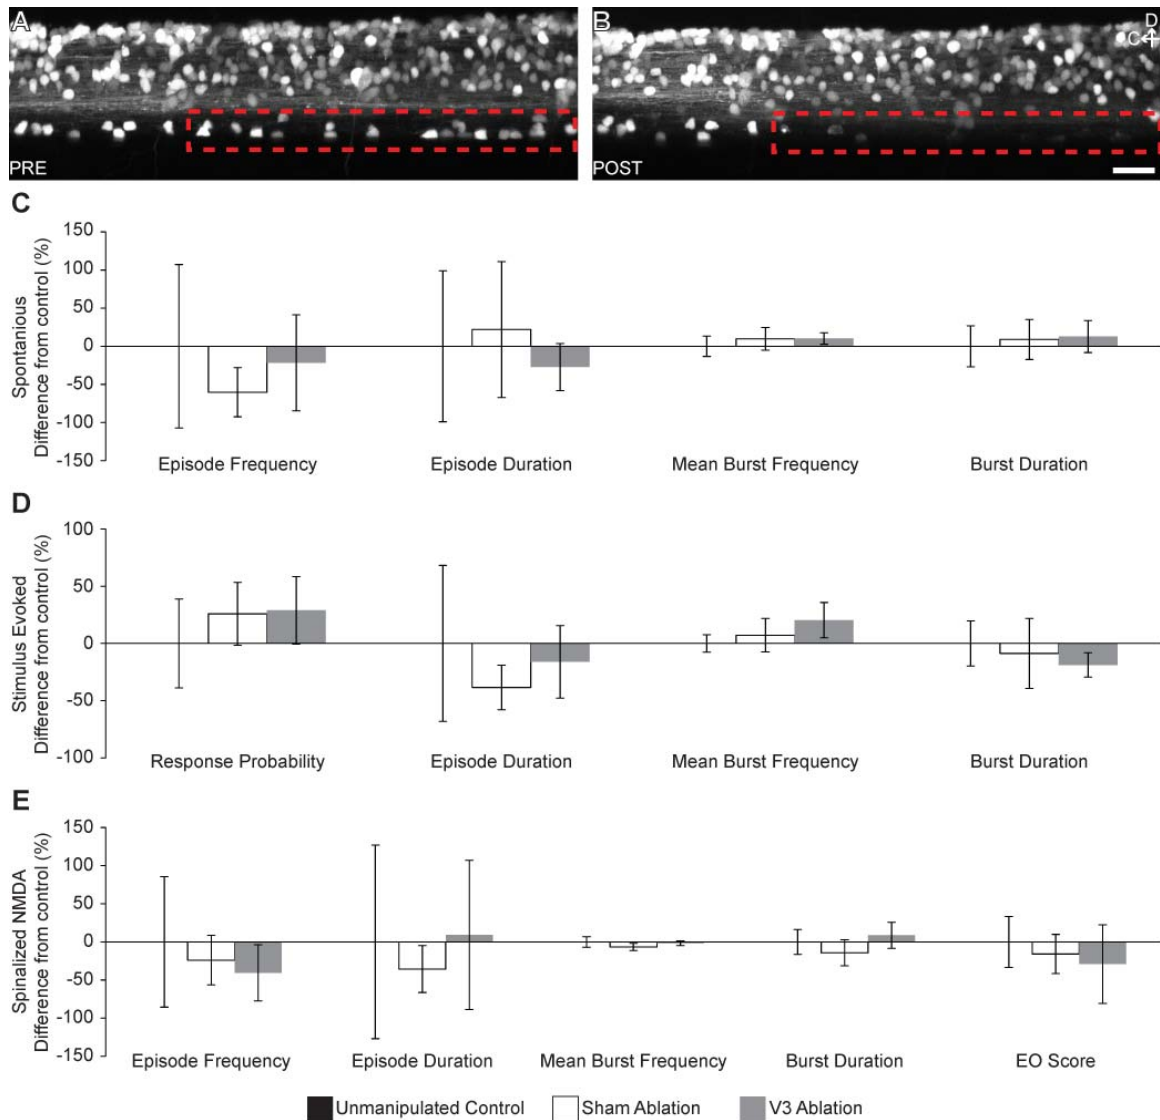 A
B
D
C
PRE
POST
C
Spontanious
Difference from control (%)
150
100
50
0
-50
-100
-150
Episode Frequency
Episode Duration
Mean Burst Frequency
Burst Duration
D
Stimulus Evoked
Difference from control (%)
100
50
0
-50
-100
Response Probability
Episode Duration
Mean Burst Frequency
Burst Duration
E
Spinalized NMDA
Difference from control (%)
150
100
50
0
-50
-100
-150
Episode Frequency
Episode Duration
Mean Burst Frequency
Burst Duration
EO Score
Unmanipulated Control
Sham Ablation
V3 Ablation